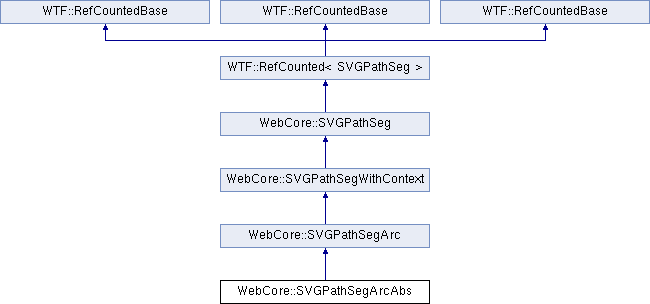 WTF::RefCountedBase
WTF::RefCountedBase
WTF::RefCountedBase
WTF::RefCounted< SVGPathSeg >
WebCore::SVGPathSeg
WebCore::SVGPathSegWithContext
WebCore::SVGPathSegArc
WebCore::SVGPathSegArcAbs